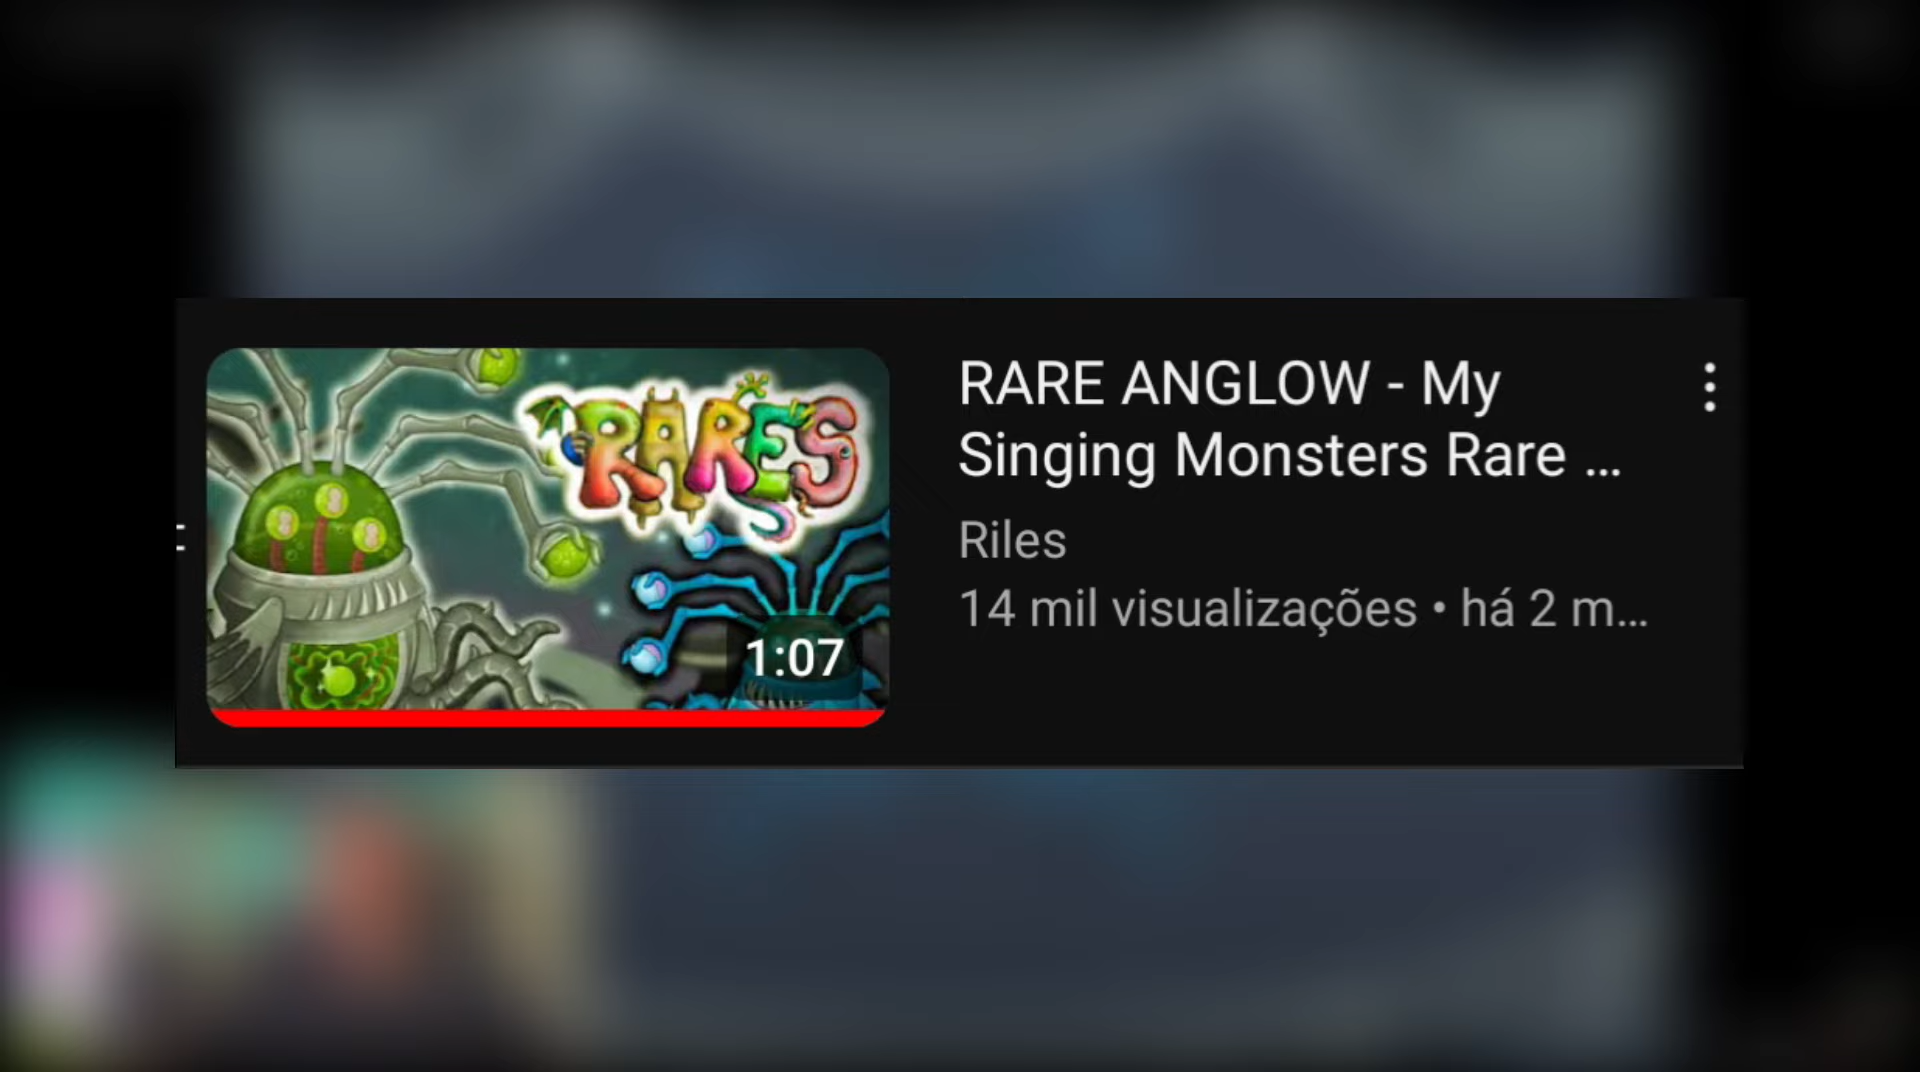 RARES
1:07
RARE ANGLOW - My
Singing Monsters Rare ...
Riles
14 mil visualizações • há 2 m...